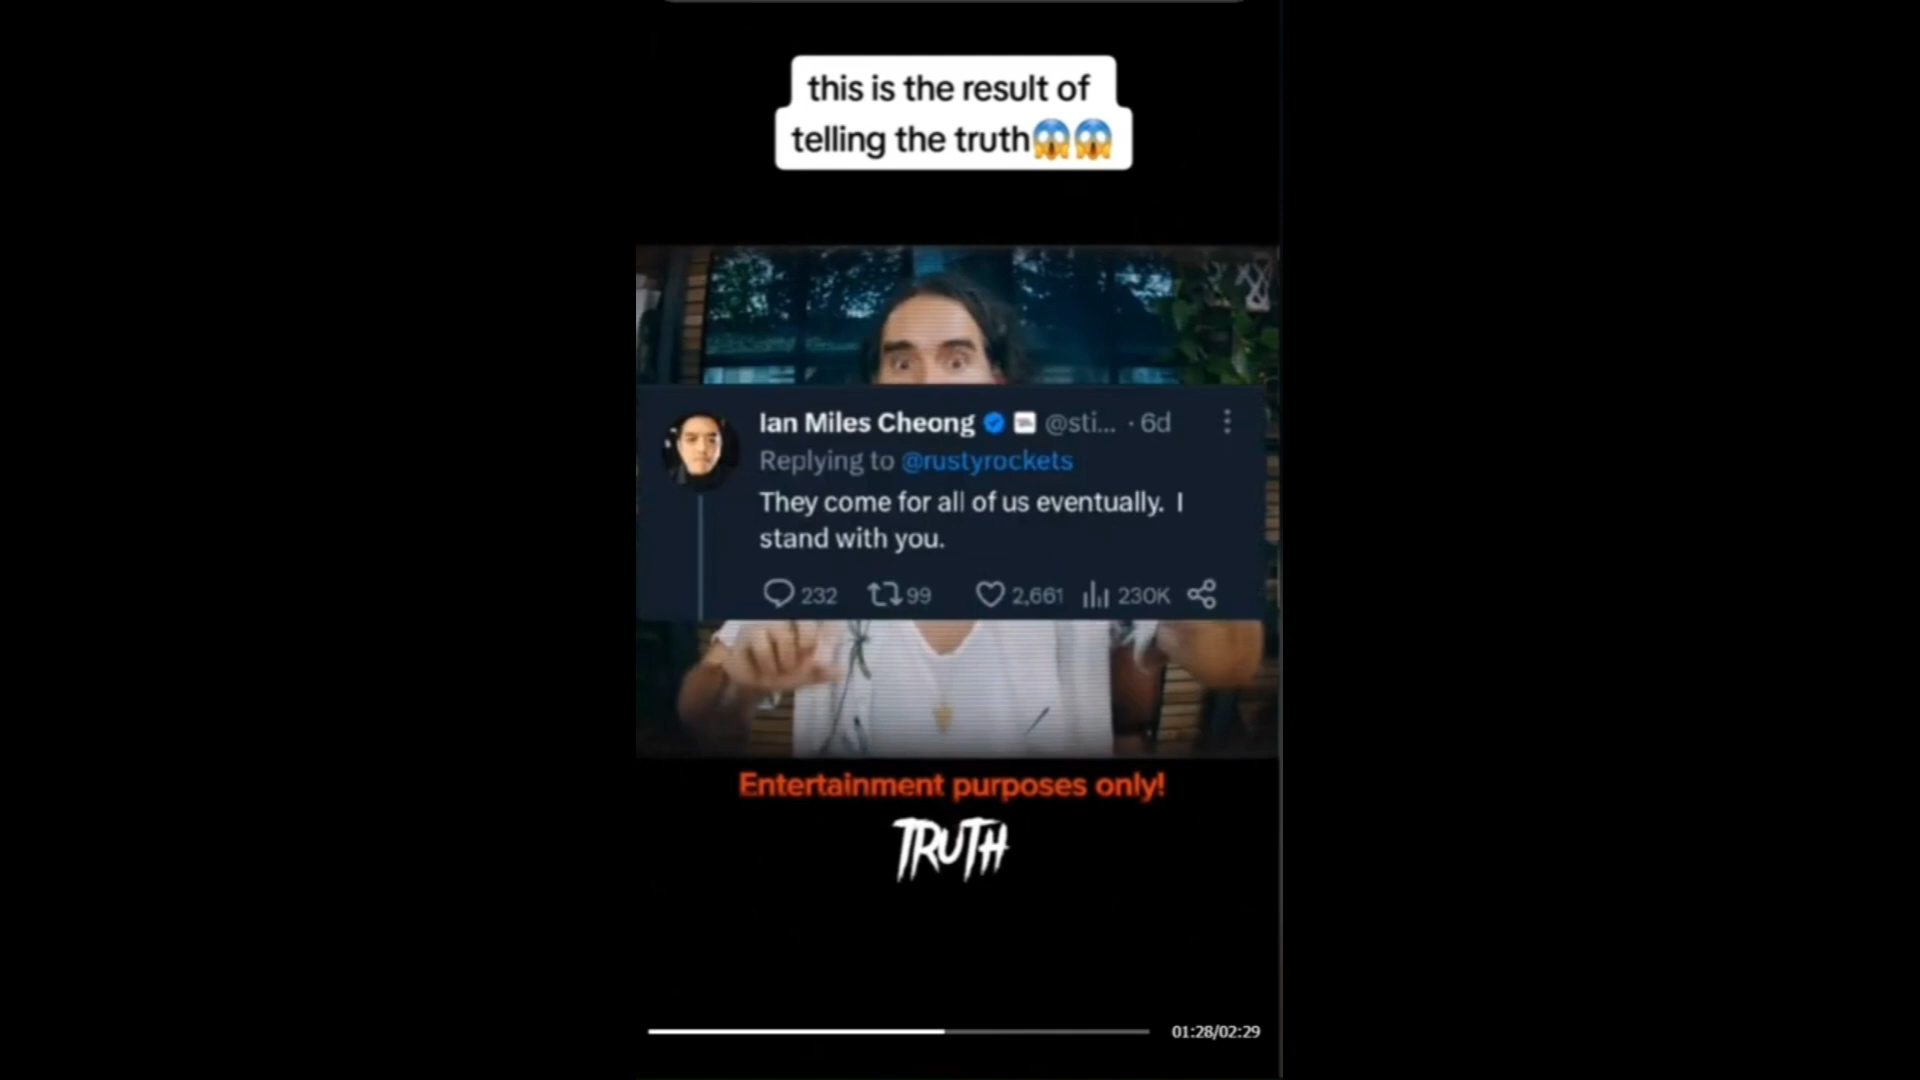 this is the result of
telling the truth😱😱
Ian Miles Cheong @sti... · 6d
Replying to @rustyrockets
They come for all of us eventually. I
stand with you.
232 99 2,661 230K
Entertainment purposes only!
TRUTH
01:28/02:29